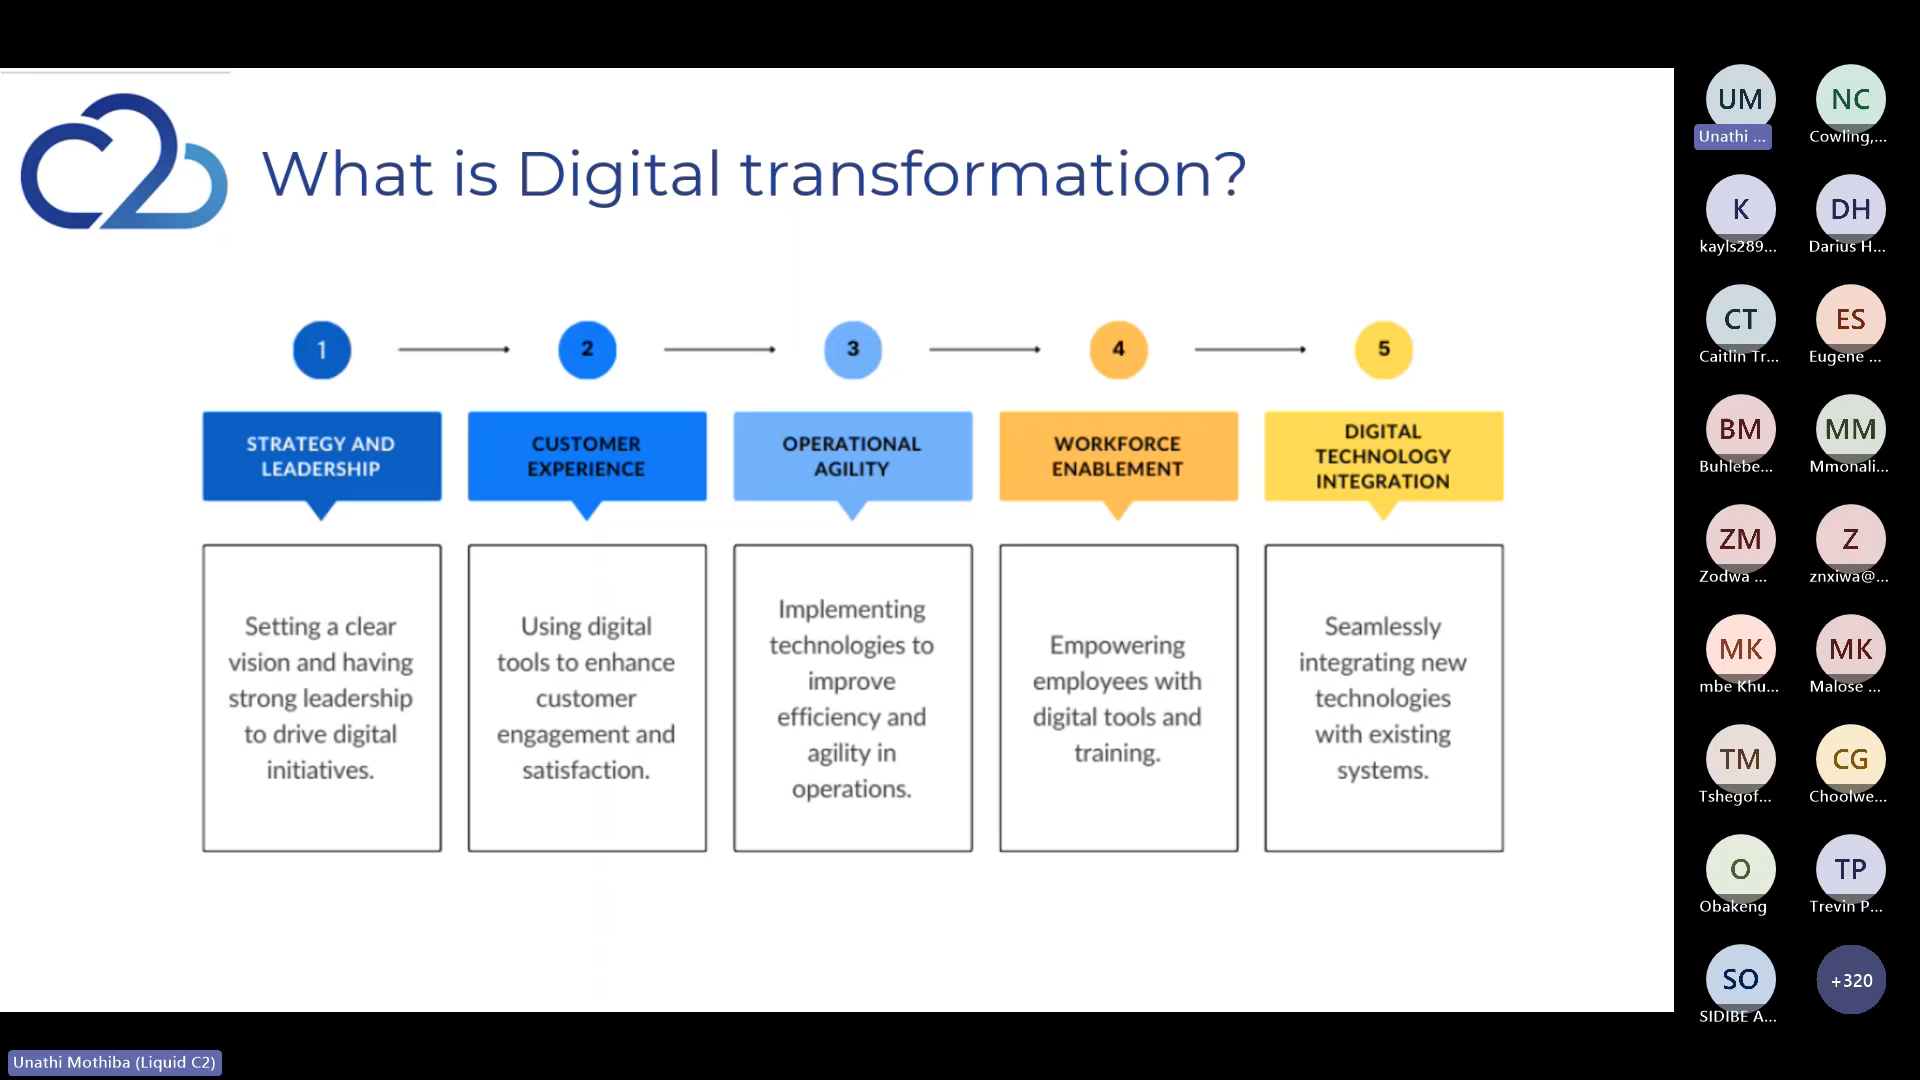 C2
What is Digital transformation?
1
2
3
4
5
STRATEGY AND
LEADERSHIP
CUSTOMER
EXPERIENCE
OPERATIONAL
AGILITY
WORKFORCE
ENABLEMENT
DIGITAL
TECHNOLOGY
INTEGRATION
Setting a clear
vision and having
strong leadership
to drive digital
initiatives.
Using digital
tools to enhance
customer
engagement and
satisfaction.
Implementing
technologies to
improve
efficiency and
agility in
operations.
Empowering
employees with
digital tools and
training.
Seamlessly
integrating new
technologies
with existing
systems.
UM
Unathi ...
NC
Cowling,...
K
kayls289...
DH
Darius H...
CT
Caitlin Tr...
ES
Eugene ...
BM
Buhlebe...
MM
Mmonali...
ZM
Zodwa ...
Z
znxiwa@...
MK
mbe Khu...
MK
Malose ...
TM
Tshegof...
CG
Choolwe...
O
Obakeng
TP
Trevin P...
SO
SIDIBE A...
+320
Unathi Mothiba (Liquid C2)